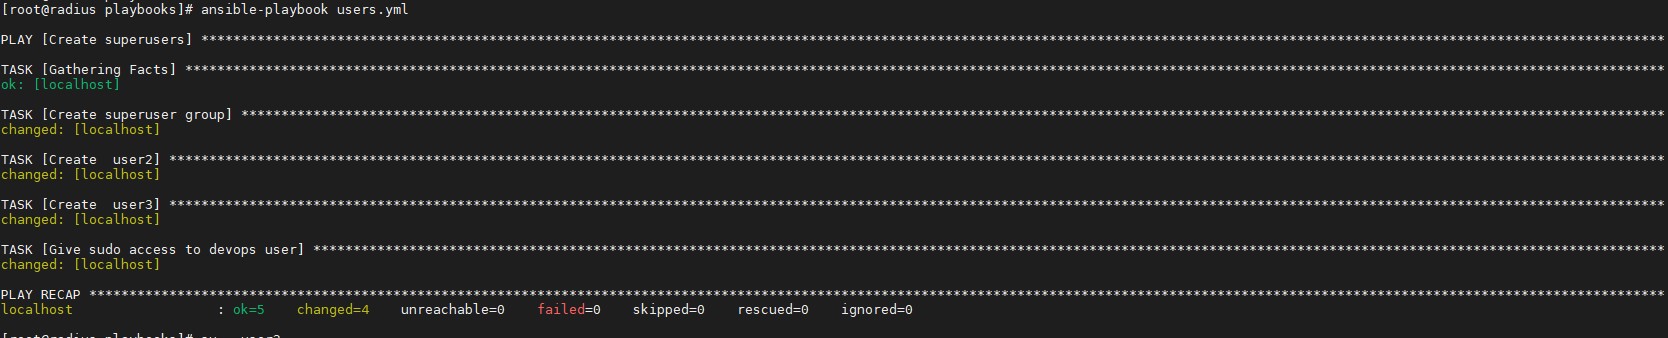 [root@radius playbooks]# ansible-playbook users.yml
PLAY [Create superusers] ****************************************************************************************************************************************************************************************
TASK [Gathering Facts] ******************************************************************************************************************************************************************************************
ok: [localhost]
TASK [Create superuser group] ***********************************************************************************************************************************************************************************
changed: [localhost]
TASK [Create  user2] ********************************************************************************************************************************************************************************************
changed: [localhost]
TASK [Create  user3] ********************************************************************************************************************************************************************************************
changed: [localhost]
TASK [Give sudo access to devops user] **************************************************************************************************************************************************************************
changed: [localhost]
PLAY RECAP ******************************************************************************************************************************************************************************************************
localhost                  : ok=5    changed=4    unreachable=0    failed=0    skipped=0    rescued=0    ignored=0